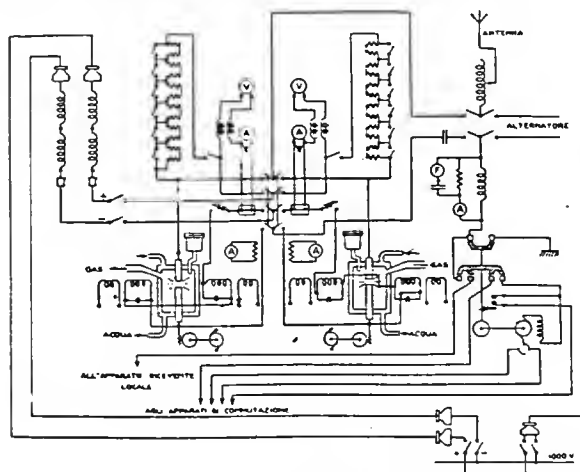 ANTENNA
ALTERNATORE
V
V
A
A
F
A
+
−
A
A
GAS
GAS
ACQUA
ACQUA
ALL'APPARATO RICEVENTE
LOCALE
AGLI APPARATI DI COMMUTAZIONE
+
−
1000 V